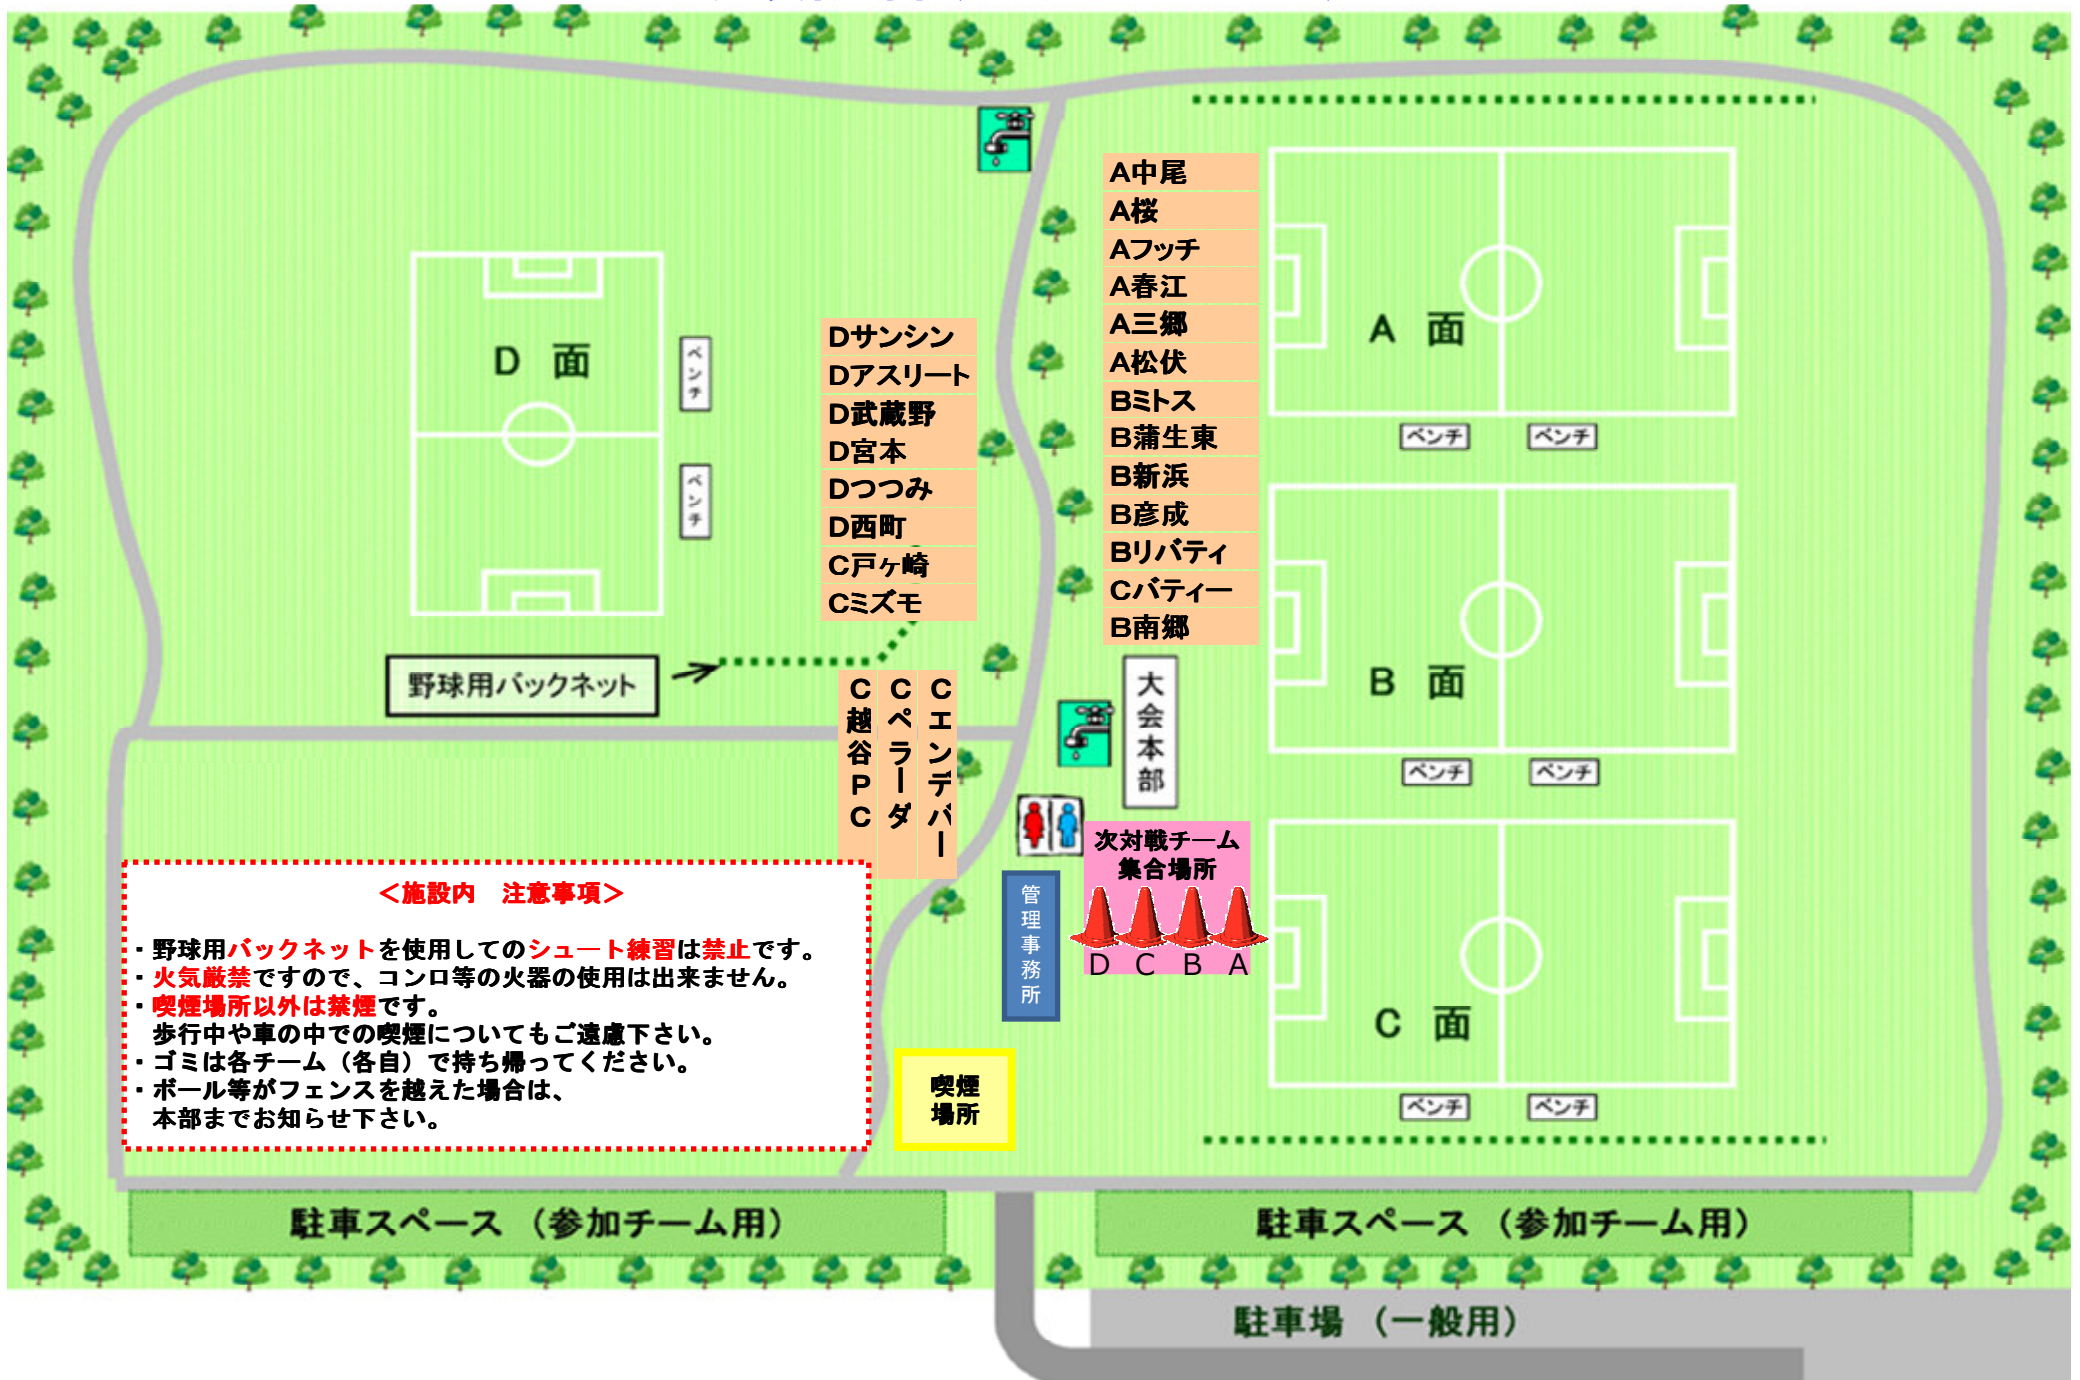 A中尾
A桜
Aフッチ
A春江
A三郷
A松伏
Bミトス
B蒲生東
B新浜
B彦成
Bリバティ
Cバティー
B南郷
Dサンシン
Dアスリート
D武蔵野
D宮本
Dつつみ
D西町
C戸ヶ崎
Cミズモ
D 面
ベンチ
ベンチ
A 面
ベンチ
ベンチ
B 面
ベンチ
ベンチ
C 面
ベンチ
ベンチ
野球用バックネット
C越谷PC
Cペラーダ
Cエンデバー
大会本部
次対戦チーム
集合場所
D C B A
管理事務所
喫煙
場所
＜施設内 注意事項＞
・野球用バックネットを使用してのシュート練習は禁止です。
・火気厳禁ですので、コンロ等の火器の使用は出来ません。
・喫煙場所以外は禁煙です。
歩行中や車の中での喫煙についてもご遠慮下さい。
・ゴミは各チーム（各自）で持ち帰ってください。
・ボール等がフェンスを越えた場合は、
本部までお知らせ下さい。
駐車スペース（参加チーム用）
駐車スペース（参加チーム用）
駐車場（一般用）